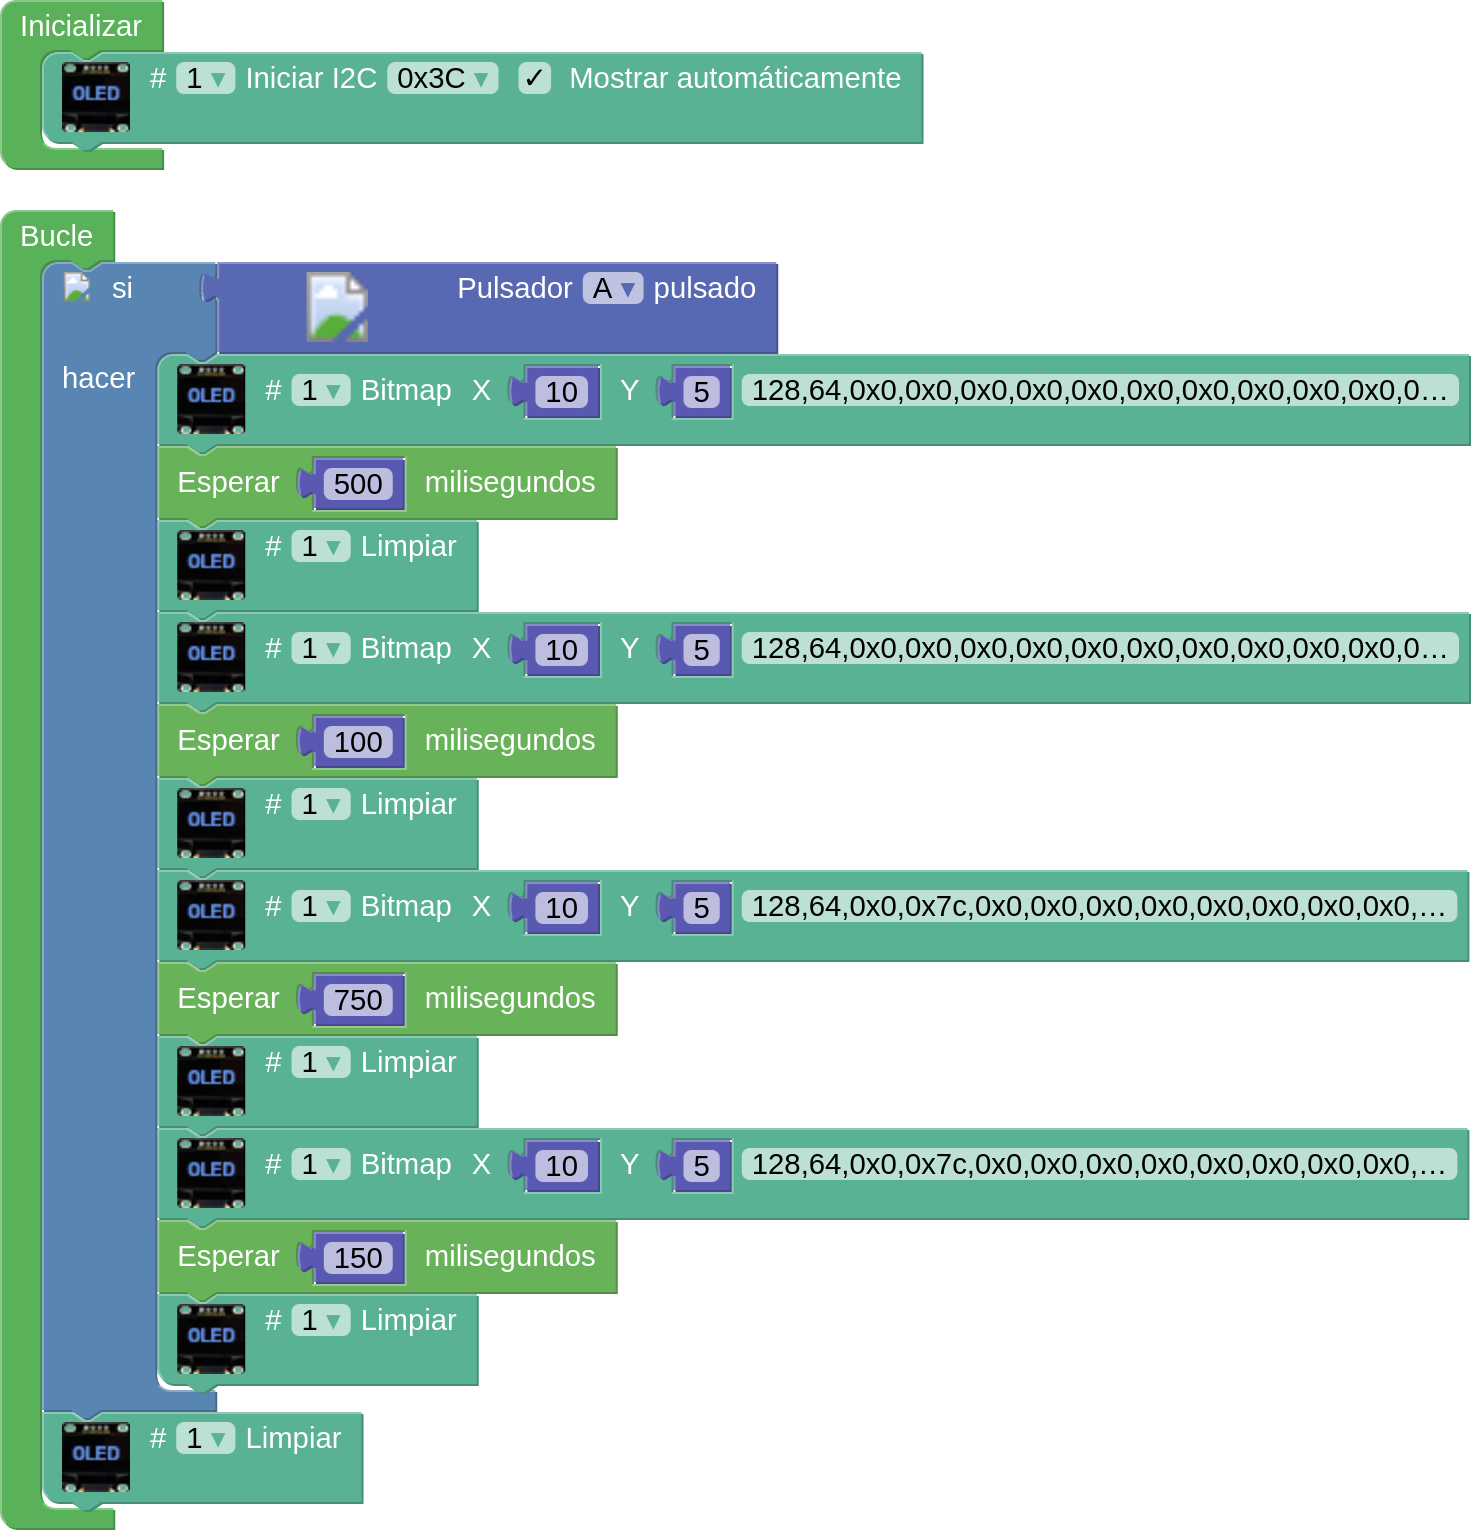 Inicializar
OLED # 1 ▾ Iniciar I2C 0x3C ▾ ✓ Mostrar automáticamente
Bucle
si Pulsador A ▾ pulsado
hacer
OLED # 1 ▾ Bitmap X 10 Y 5 128,64,0x0,0x0,0x0,0x0,0x0,0x0,0x0,0x0,0x0,0x0,0…
Esperar 500 milisegundos
OLED # 1 ▾ Limpiar
OLED # 1 ▾ Bitmap X 10 Y 5 128,64,0x0,0x0,0x0,0x0,0x0,0x0,0x0,0x0,0x0,0x0,0…
Esperar 100 milisegundos
OLED # 1 ▾ Limpiar
OLED # 1 ▾ Bitmap X 10 Y 5 128,64,0x0,0x7c,0x0,0x0,0x0,0x0,0x0,0x0,0x0,0x0,…
Esperar 750 milisegundos
OLED # 1 ▾ Limpiar
OLED # 1 ▾ Bitmap X 10 Y 5 128,64,0x0,0x7c,0x0,0x0,0x0,0x0,0x0,0x0,0x0,0x0,…
Esperar 150 milisegundos
OLED # 1 ▾ Limpiar
OLED # 1 ▾ Limpiar